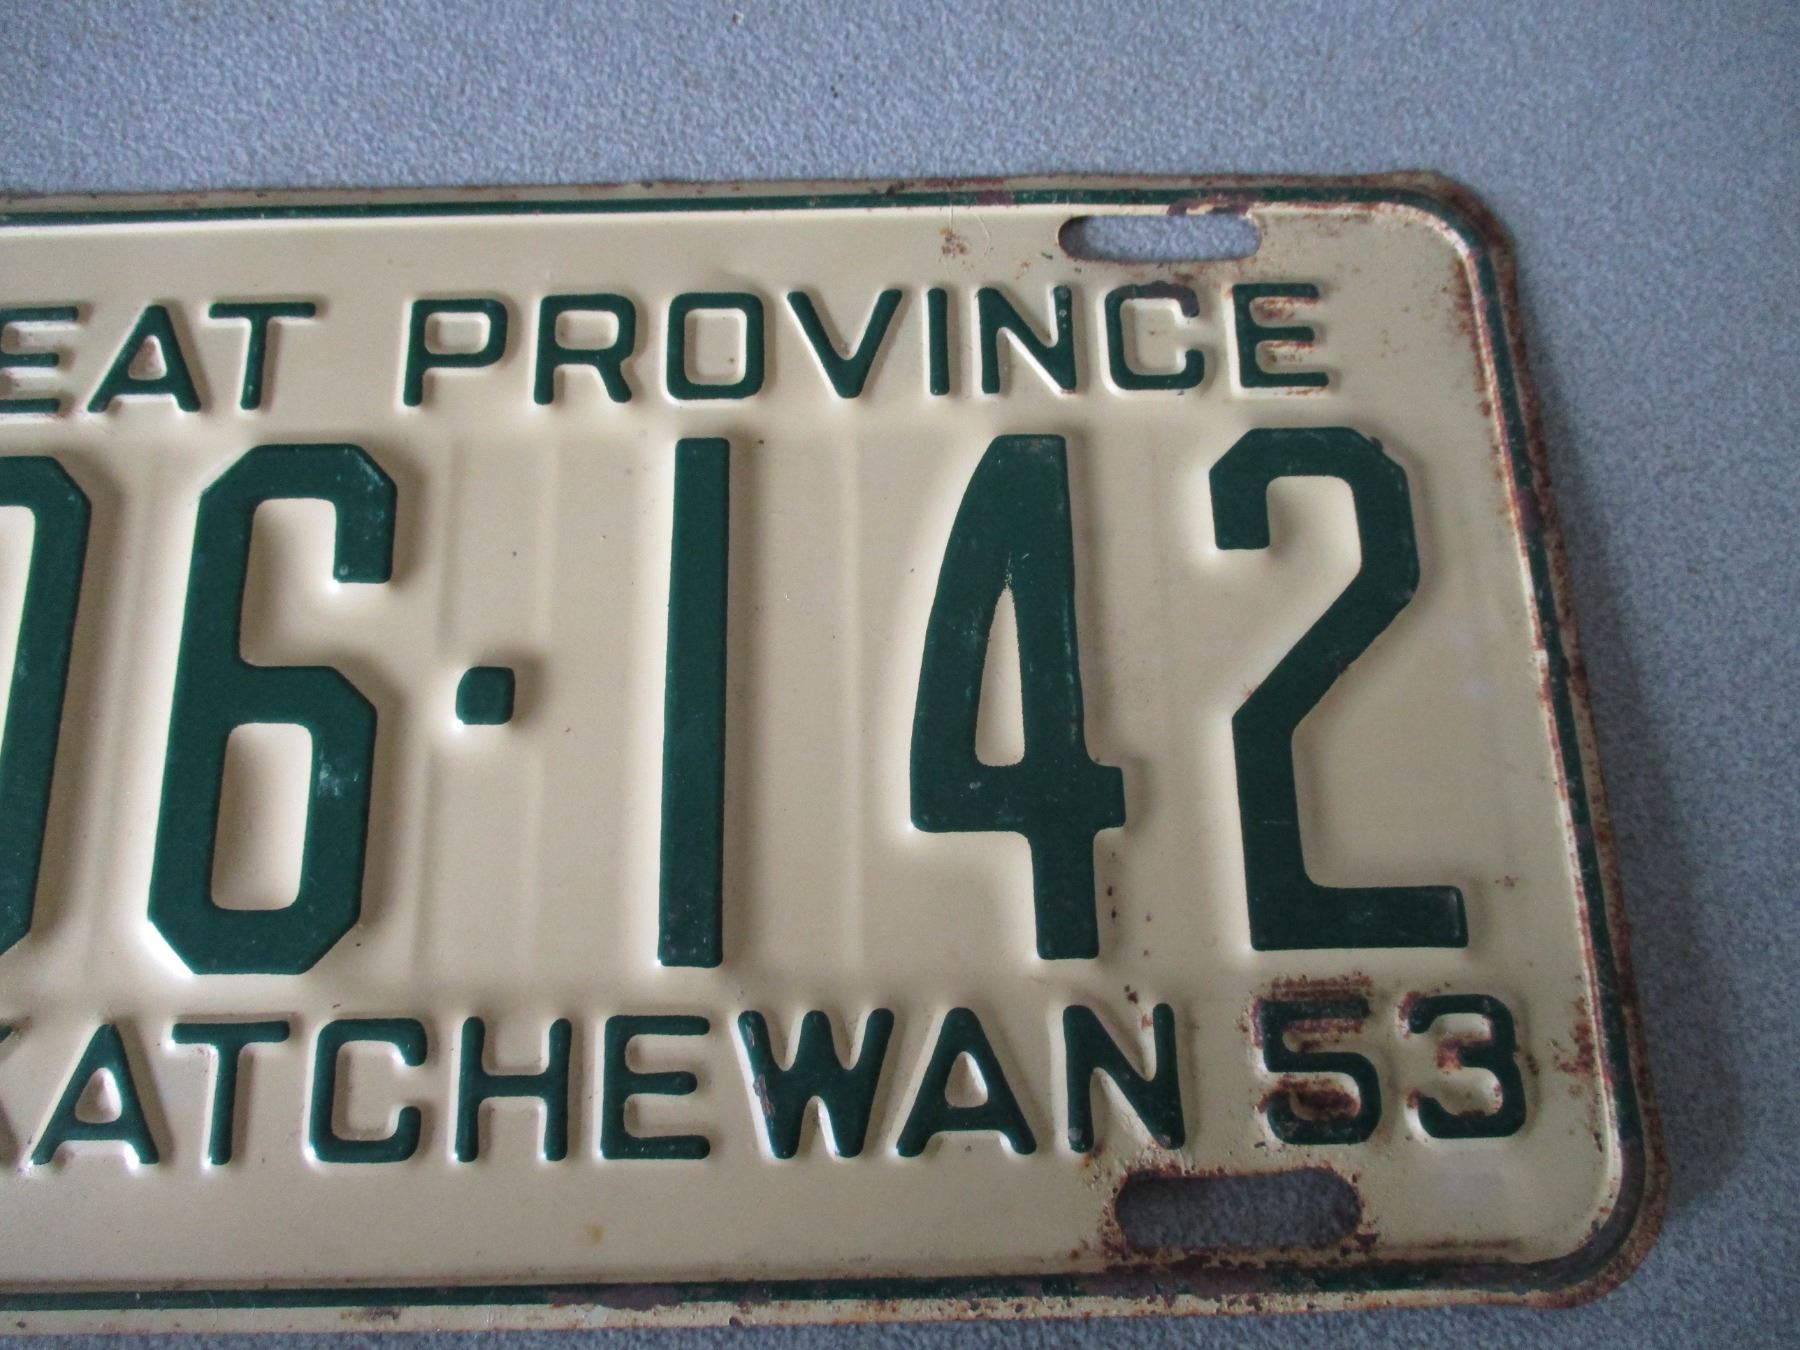 EAT PROVINCE
06·142
KATCHEWAN 53